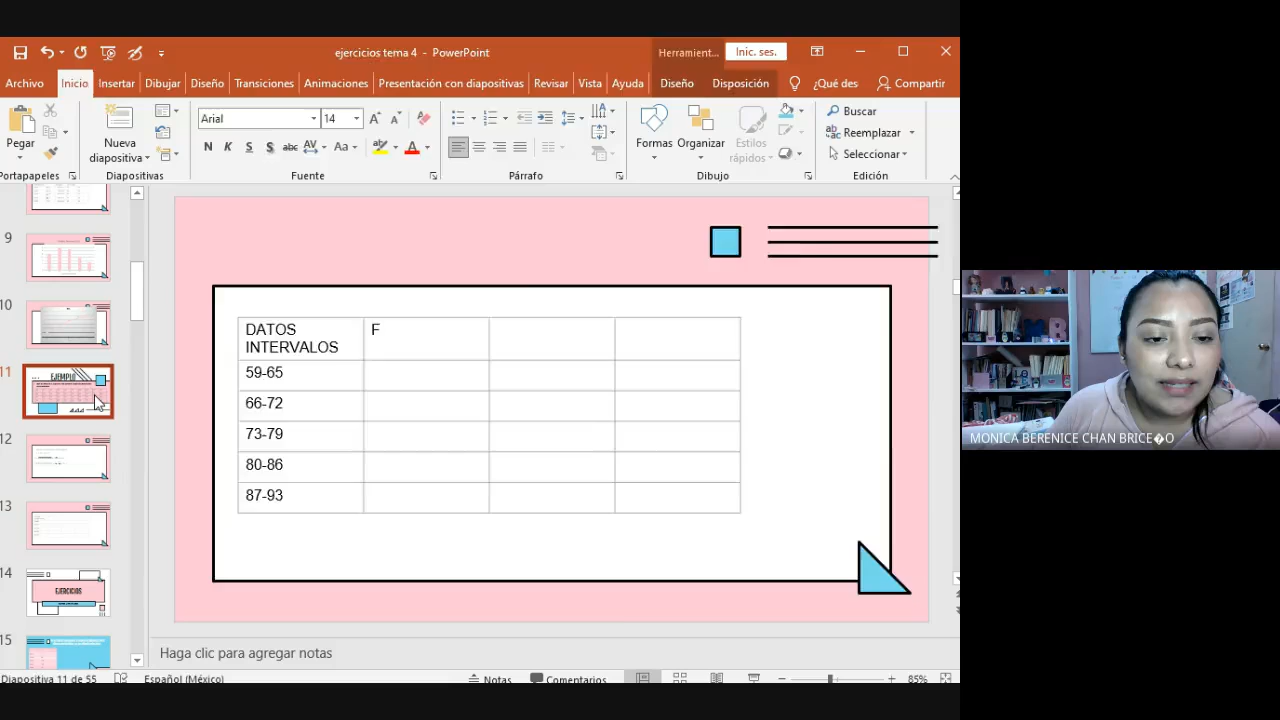 ejercicios tema 4 - PowerPoint
Herramient...
Inic. ses.
Archivo Inicio Insertar Dibujar Diseño Transiciones Animaciones Presentación con diapositivas Revisar Vista Ayuda Diseño Disposición ¿Qué des Compartir
Pegar
Portapapeles
Nueva
diapositiva
Diapositivas
Arial 14
N K S S abc AV Aa A
Fuente
Párrafo
Formas
Organizar
Estilos
rápidos
Dibujo
Buscar
Reemplazar
Seleccionar
Edición
9
10
11
EJEMPLO
12
13
14
EJERCICIOS
15
DATOS
INTERVALOS
F
59-65
66-72
73-79
80-86
87-93
Haga clic para agregar notas
Diapositiva 11 de 55 Español (México) Notas Comentarios 85%
MONICA BERENICE CHAN BRICE�O